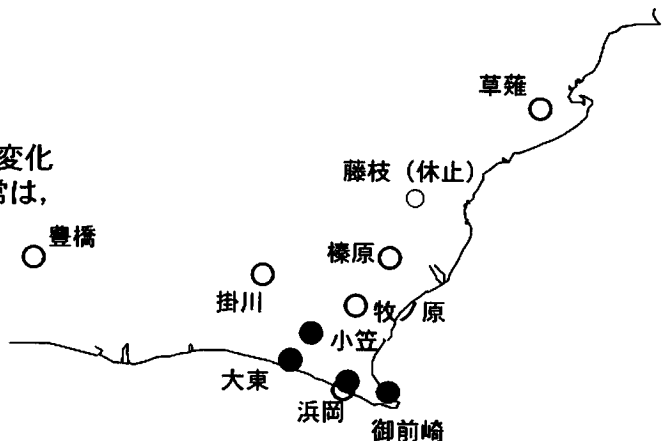 草薙
変化
常は,
藤枝（休止）
豊橋
榛原
掛川
牧ノ原
小笠
大東
浜岡
御前崎